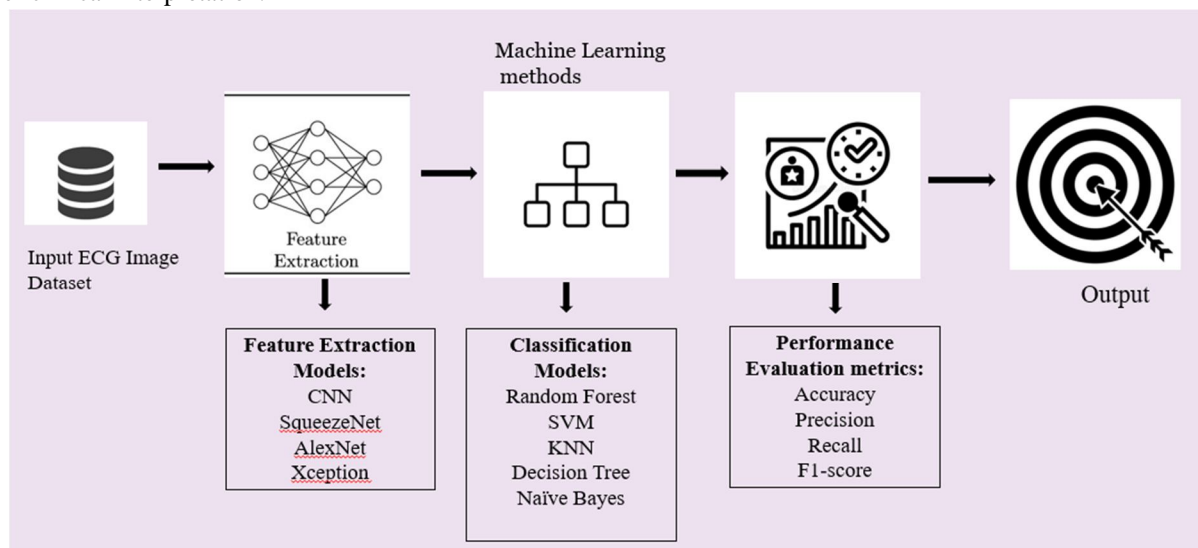 Machine Learning
methods
Feature
Extraction
Input ECG Image
Dataset
Output
Feature Extraction
Models:
CNN
SqueezeNet
AlexNet
Xception
Classification
Models:
Random Forest
SVM
KNN
Decision Tree
Naïve Bayes
Performance
Evaluation metrics:
Accuracy
Precision
Recall
F1-score